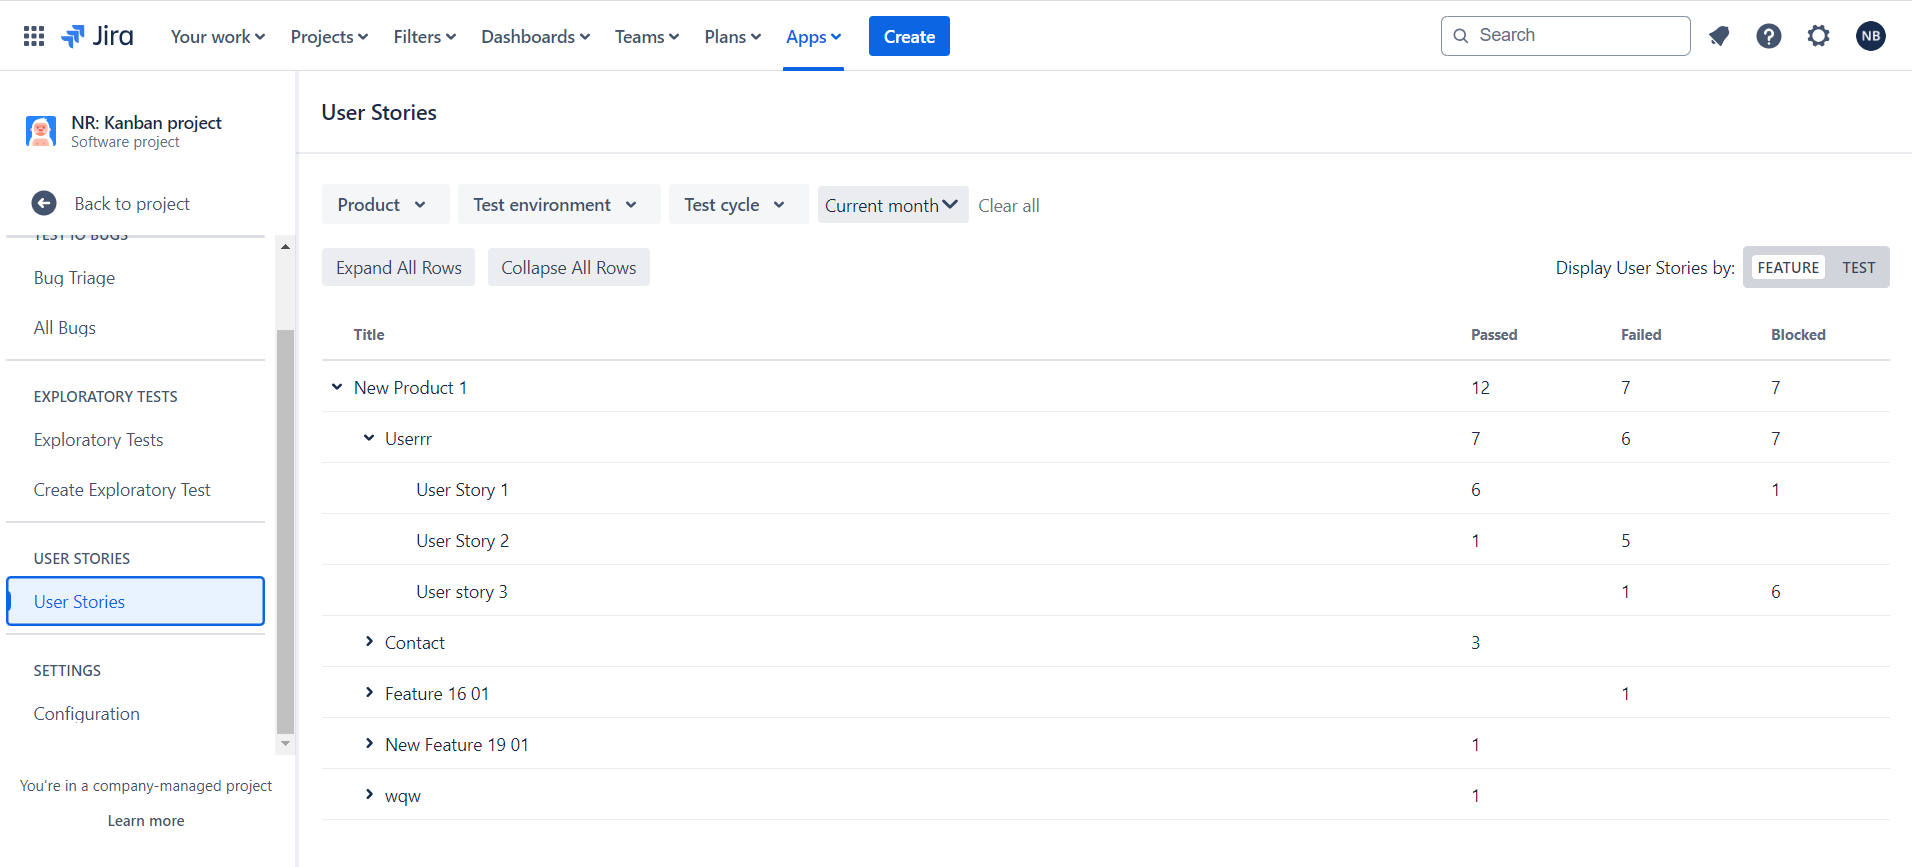 Jira Your work Projects Filters Dashboards Teams Plans Apps Create Search NB
NR: Kanban project
Software project
Back to project
TEST IO BUGS
Bug Triage
All Bugs
EXPLORATORY TESTS
Exploratory Tests
Create Exploratory Test
USER STORIES
User Stories
SETTINGS
Configuration
You're in a company-managed project
Learn more
User Stories
Product Test environment Test cycle Current month Clear all
Expand All Rows Collapse All Rows Display User Stories by: FEATURE TEST
Title Passed Failed Blocked
New Product 1 12 7 7
Userrr 7 6 7
User Story 1 6 1
User Story 2 1 5
User story 3 1 6
Contact 3
Feature 16 01 1
New Feature 19 01 1
wqw 1